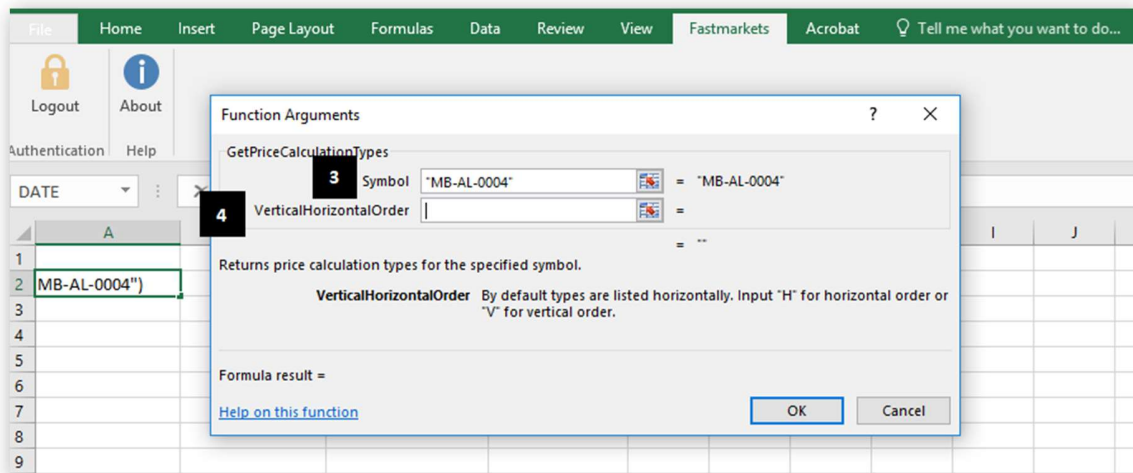 File Home Insert Page Layout Formulas Data Review View Fastmarkets Acrobat Tell me what you want to do...
Logout About
Authentication Help
Function Arguments ? ×
GetPriceCalculationTypes
3 Symbol "MB-AL-0004" = "MB-AL-0004"
4 VerticalHorizontalOrder =
= ""
Returns price calculation types for the specified symbol.
VerticalHorizontalOrder By default types are listed horizontally. Input "H" for horizontal order or
"V" for vertical order.
Formula result =
Help on this function OK Cancel
DATE
A I J
1
2 MB-AL-0004")
3
4
5
6
7
8
9